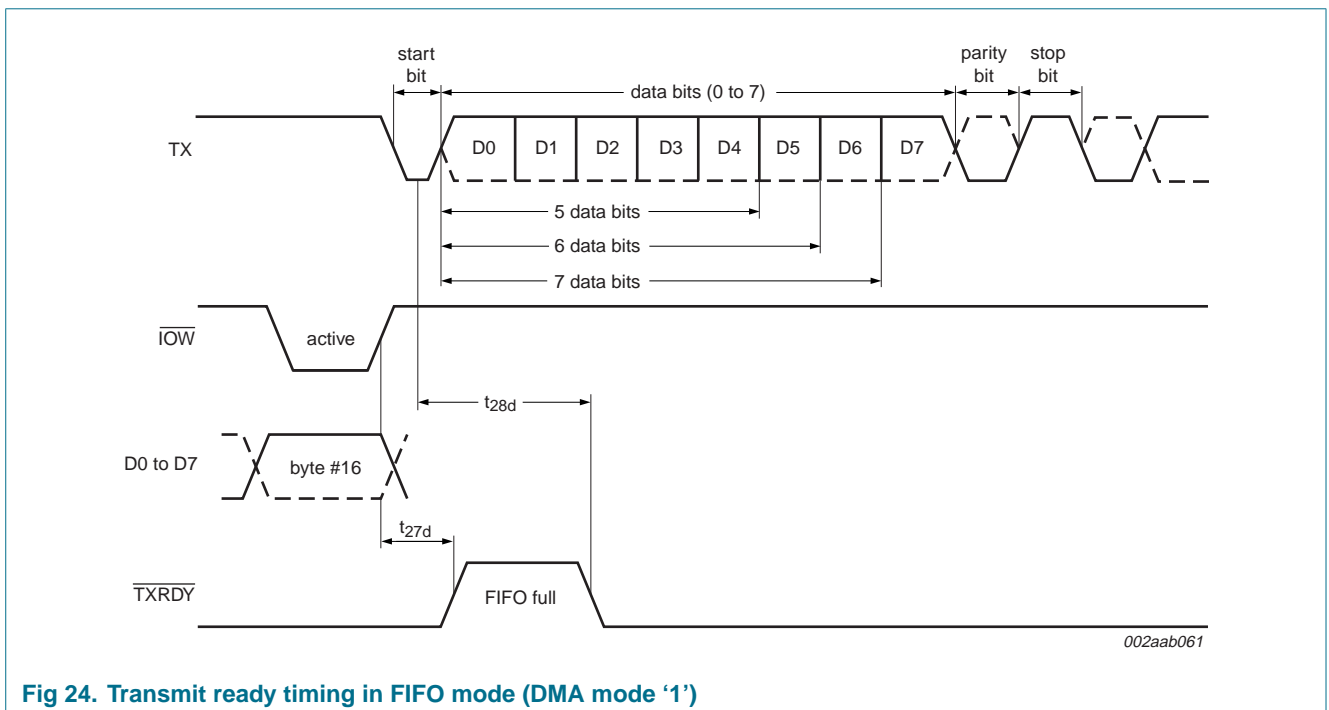 start
bit
data bits (0 to 7)
parity
bit
stop
bit
TX
D0 D1 D2 D3 D4 D5 D6 D7
5 data bits
6 data bits
7 data bits
IOW
active
t28d
D0 to D7
byte #16
t27d
TXRDY
FIFO full
002aab061
Fig 24. Transmit ready timing in FIFO mode (DMA mode ‘1’)